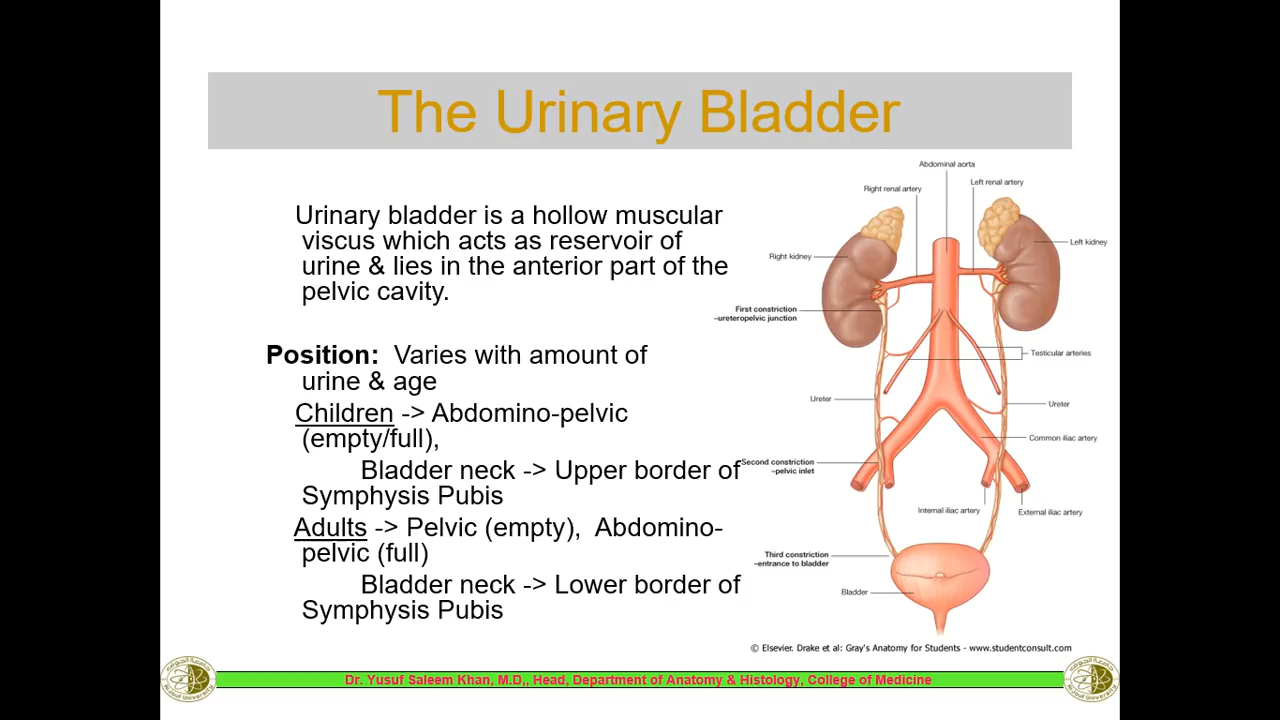 The Urinary Bladder
Urinary bladder is a hollow muscular
viscus which acts as reservoir of
urine & lies in the anterior part of the
pelvic cavity.
Position:  Varies with amount of
urine & age
Children -> Abdomino-pelvic
(empty/full),
Bladder neck -> Upper border of
Symphysis Pubis
Adults -> Pelvic (empty),  Abdomino-
pelvic (full)
Bladder neck -> Lower border of
Symphysis Pubis
Abdominal aorta
Right renal artery
Left renal artery
Right kidney
Left kidney
First constriction
–ureteropelvic junction
Testicular arteries
Ureter
Ureter
Common iliac artery
Second constriction
–pelvic inlet
Internal iliac artery
External iliac artery
Third constriction
–entrance to bladder
Bladder
© Elsevier. Drake et al: Gray's Anatomy for Students - www.studentconsult.com
Dr. Yusuf Saleem Khan, M.D,, Head, Department of Anatomy & Histology, College of Medicine